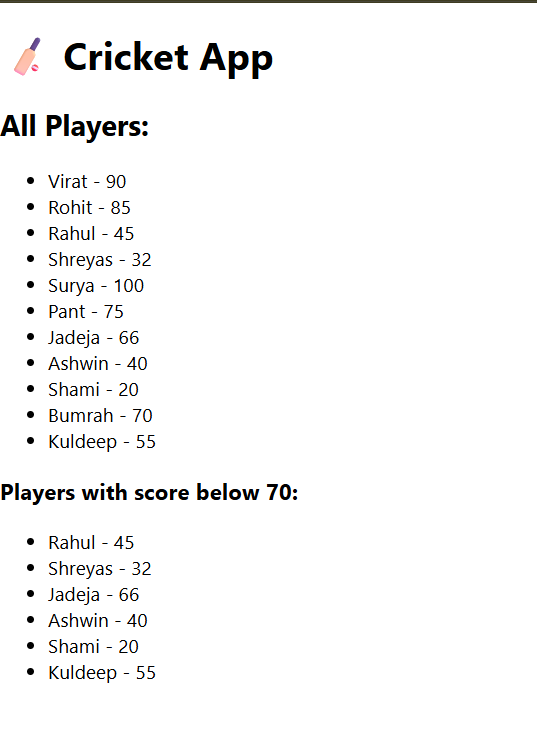 Cricket App
All Players:
Virat - 90
Rohit - 85
Rahul - 45
Shreyas - 32
Surya - 100
Pant - 75
Jadeja - 66
Ashwin - 40
Shami - 20
Bumrah - 70
Kuldeep - 55
Players with score below 70:
Rahul - 45
Shreyas - 32
Jadeja - 66
Ashwin - 40
Shami - 20
Kuldeep - 55